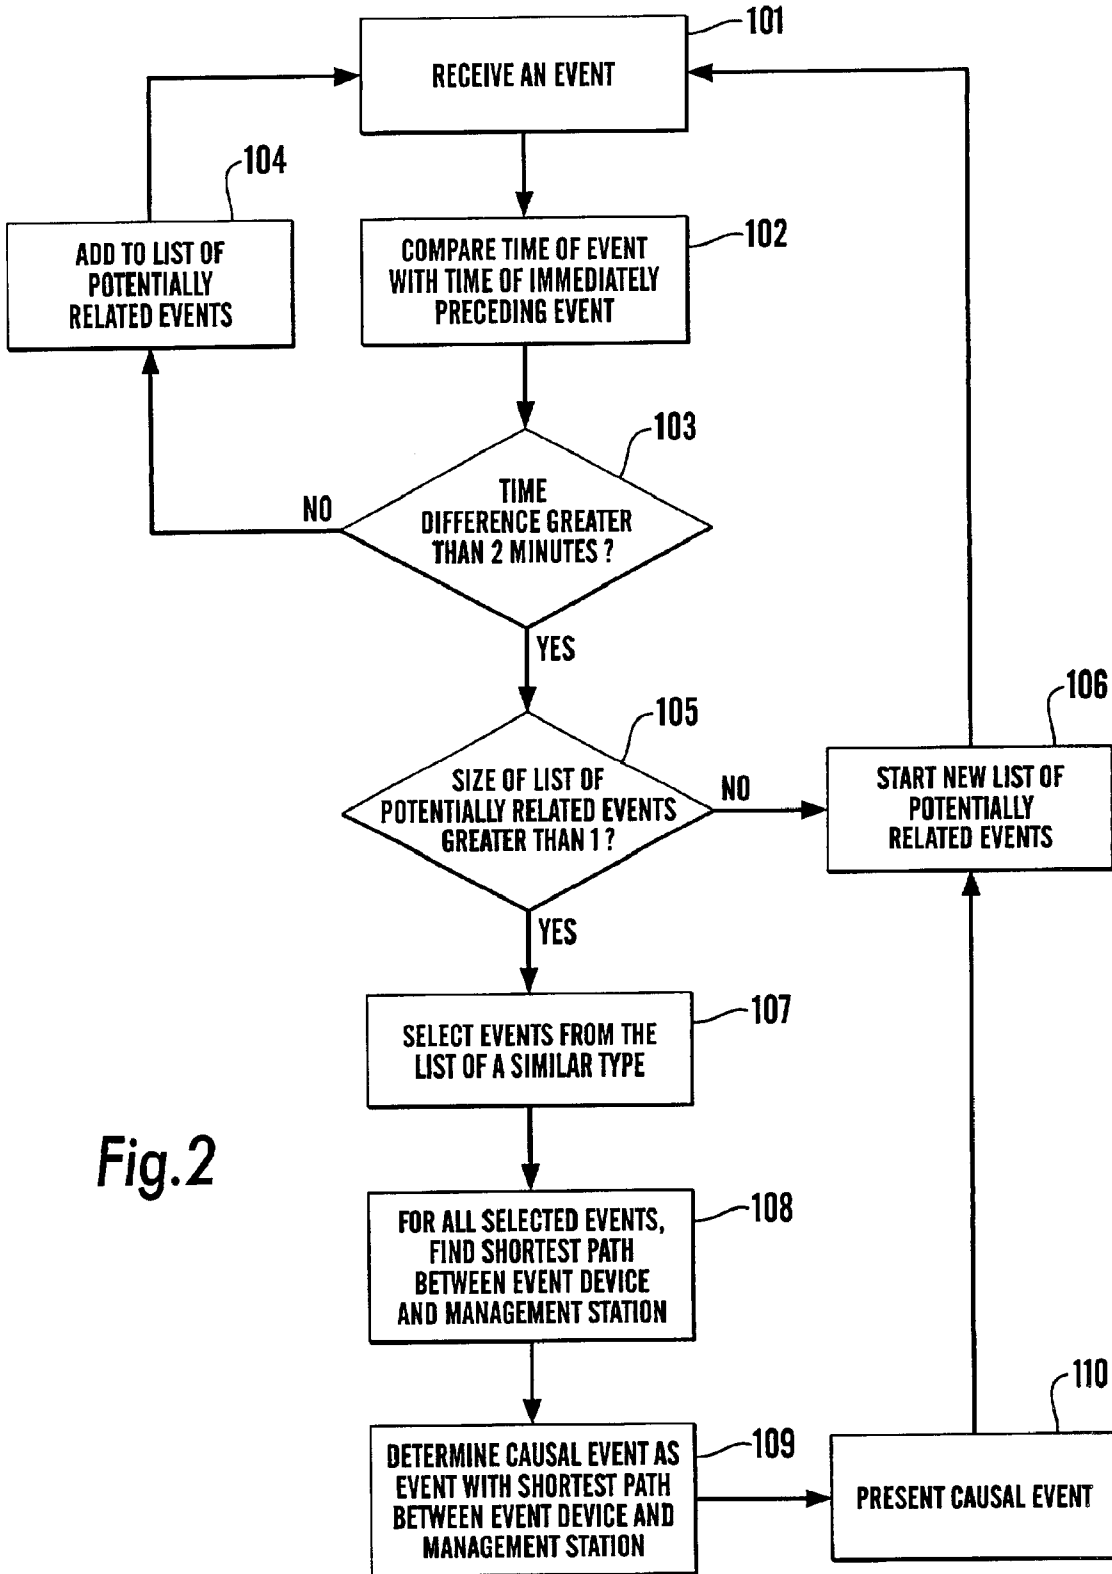 101
RECEIVE AN EVENT
104
ADD TO LIST OF
POTENTIALLY
RELATED EVENTS
102
COMPARE TIME OF EVENT
WITH TIME OF IMMEDIATELY
PRECEDING EVENT
103
TIME
DIFFERENCE GREATER
THAN 2 MINUTES ?
NO
YES
105
SIZE OF LIST OF
POTENTIALLY RELATED EVENTS
GREATER THAN 1 ?
NO
106
START NEW LIST OF
POTENTIALLY
RELATED EVENTS
YES
107
SELECT EVENTS FROM THE
LIST OF A SIMILAR TYPE
Fig.2
108
FOR ALL SELECTED EVENTS,
FIND SHORTEST PATH
BETWEEN EVENT DEVICE
AND MANAGEMENT STATION
109
DETERMINE CAUSAL EVENT AS
EVENT WITH SHORTEST PATH
BETWEEN EVENT DEVICE AND
MANAGEMENT STATION
110
PRESENT CAUSAL EVENT